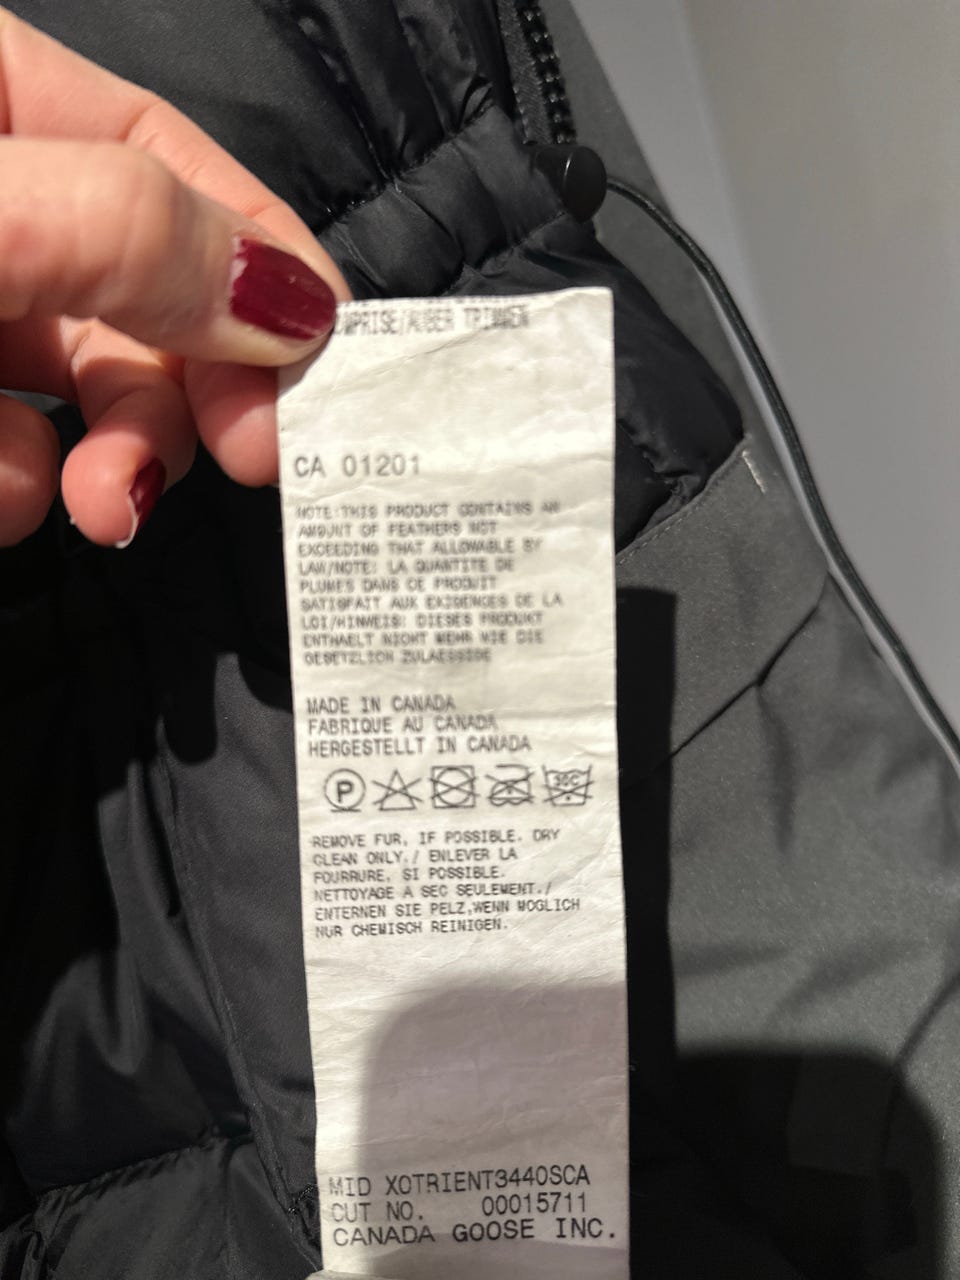 OMPRISE/AUßER TRIMMEN
CA 01201
NOTE:THIS PRODUCT CONTAINS AN
AMOUNT OF FEATHERS NOT
EXCEEDING THAT ALLOWABLE BY
LAW/NOTE: LA QUANTITE DE
PLUMES DANS CE PRODUIT
SATISFAIT AUX EXIGENCES DE LA
LOI/HINWEIS: DIESES PRODUKT
ENTHAELT NICHT MEHR WIE DIE
GESETZLICH ZULAESSIGE
MADE IN CANADA
FABRIQUE AU CANADA
HERGESTELLT IN CANADA
P
30C
REMOVE FUR, IF POSSIBLE. DRY
CLEAN ONLY./ ENLEVER LA
FOURRURE, SI POSSIBLE.
NETTOYAGE A SEC SEULEMENT./
ENTERNEN SIE PELZ,WENN MOGLICH
NUR CHEMISCH REINIGEN.
MID XOTRIENT3440SCA
CUT NO. 00015711
CANADA GOOSE INC.